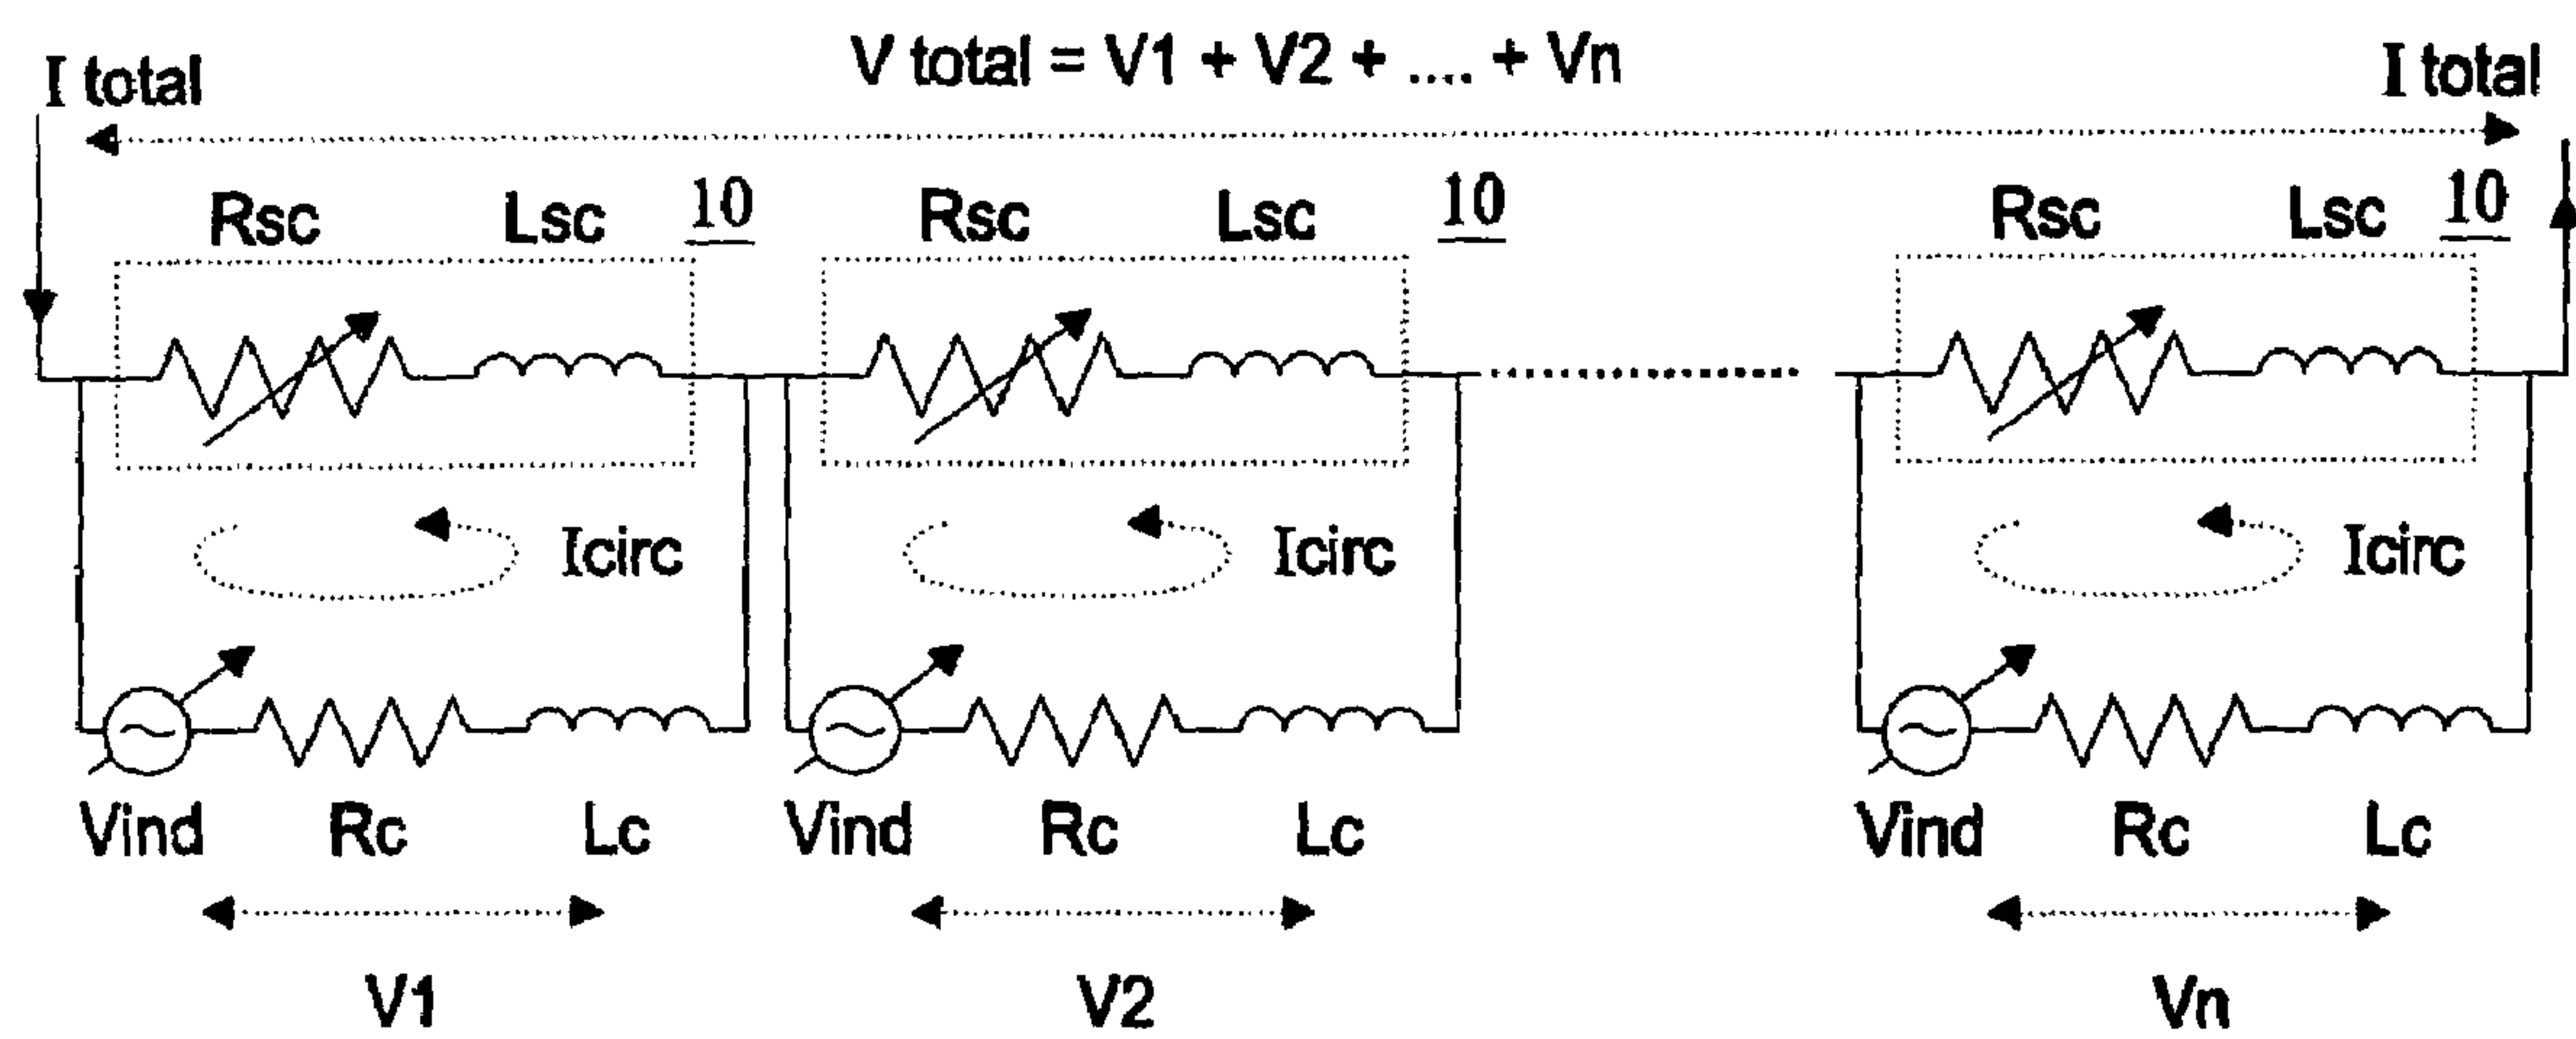 V total = V1 + V2 + .... + Vn
I total I total
Rsc Lsc 10 Rsc Lsc 10 Rsc Lsc 10
Icirc Icirc Icirc
Vind Rc Lc Vind Rc Lc Vind Rc Lc
V1 V2 Vn